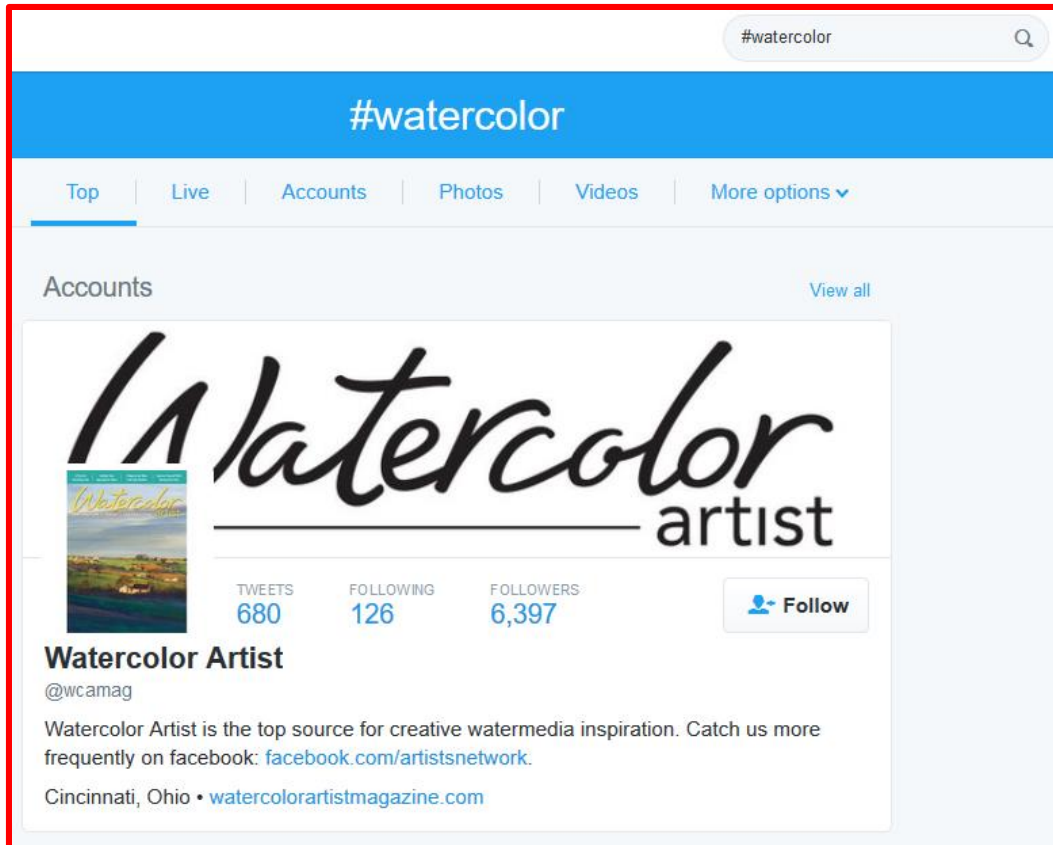 #watercolor
#watercolor
Top Live Accounts Photos Videos More options
Accounts View all
Watercolor
artist
Watercolor
TWEETS FOLLOWING FOLLOWERS
680 126 6,397 Follow
Watercolor Artist
@wcamag
Watercolor Artist is the top source for creative watermedia inspiration. Catch us more
frequently on facebook: facebook.com/artistsnetwork.
Cincinnati, Ohio • watercolorartistmagazine.com